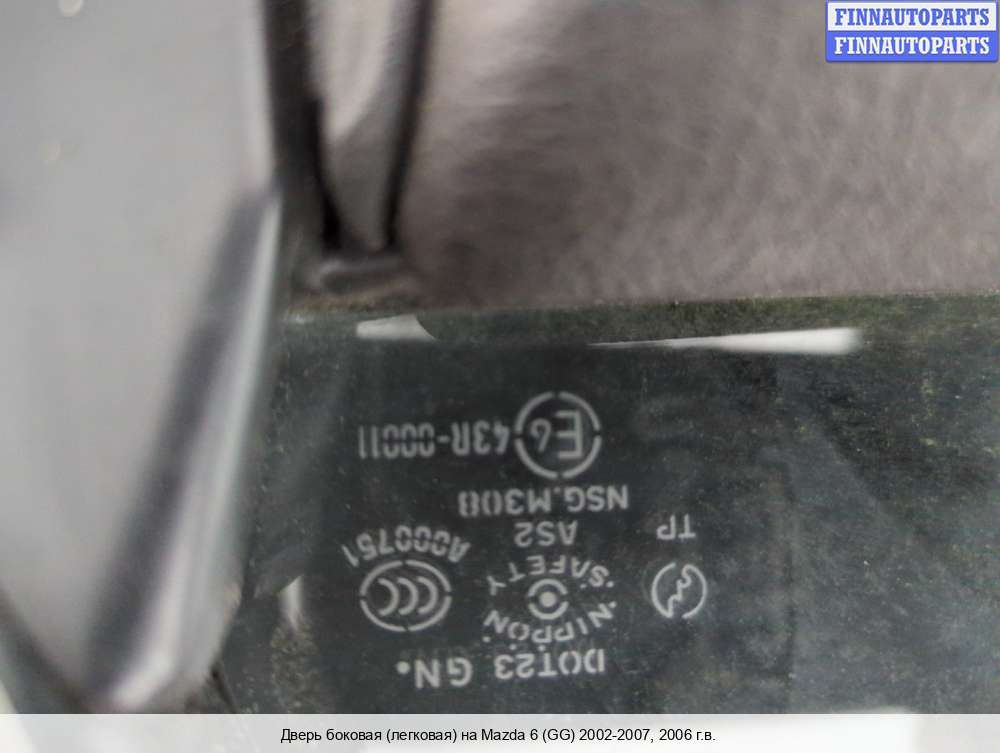 FINNAUTOPARTS
FINNAUTOPARTS
E6 43R-00011
NSG.M308
AS2
TP
A000751
CCC
SAFETY
NIPPON
DOT23 GN.
Дверь боковая (легковая) на Mazda 6 (GG) 2002-2007, 2006 г.в.